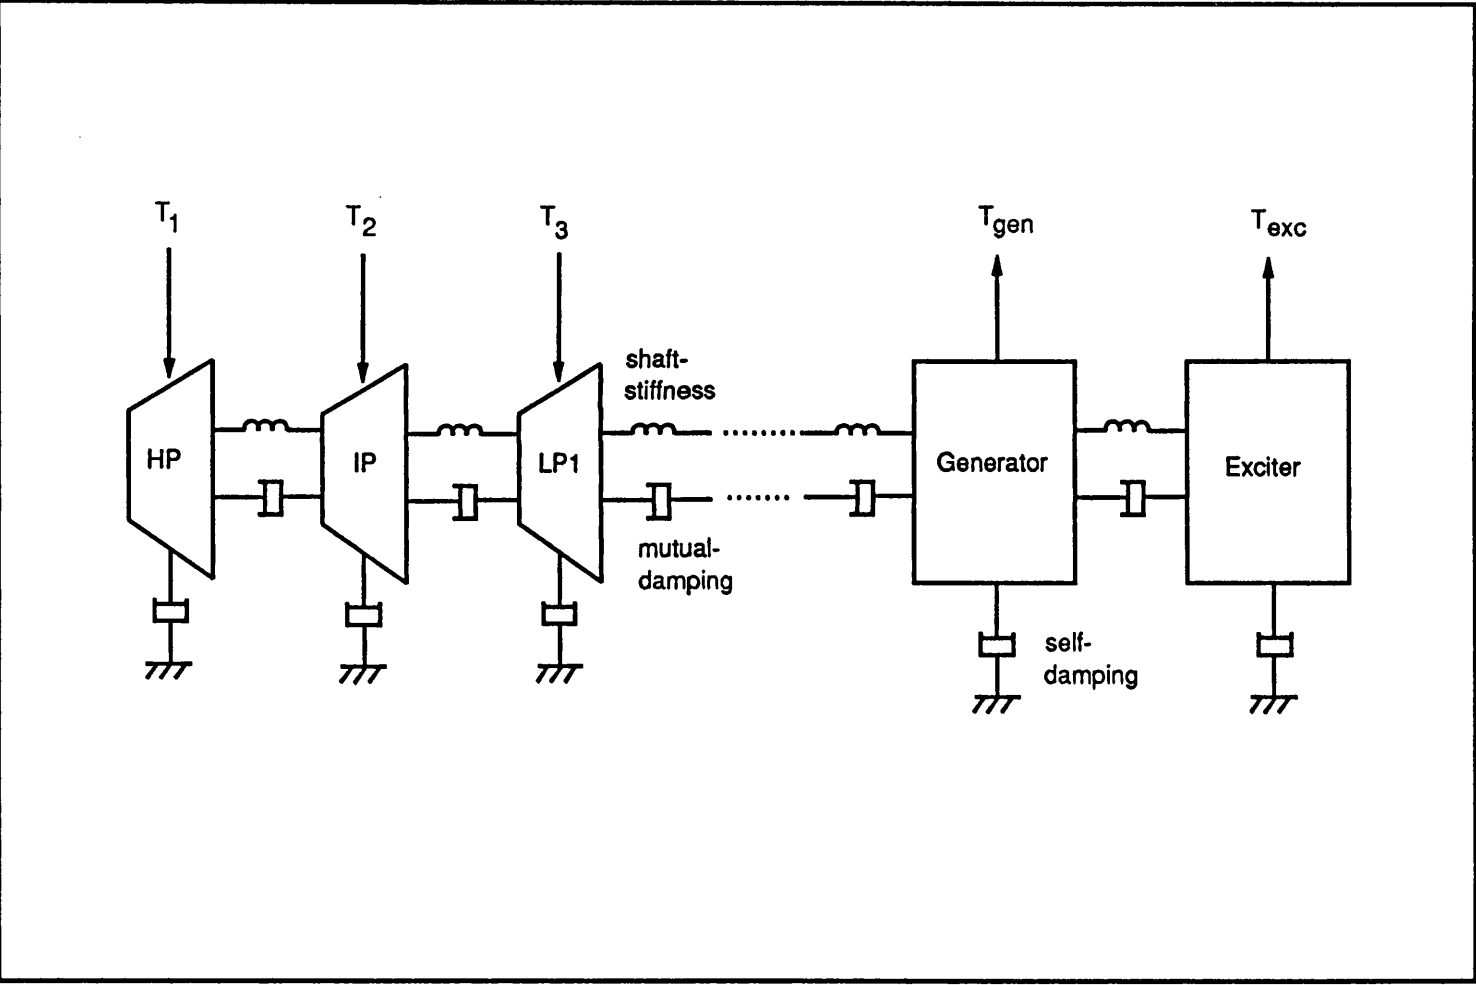 T1
T2
T3
Tgen
Texc
shaft-
stiffness
HP
IP
LP1
Generator
Exciter
mutual-
damping
self-
damping